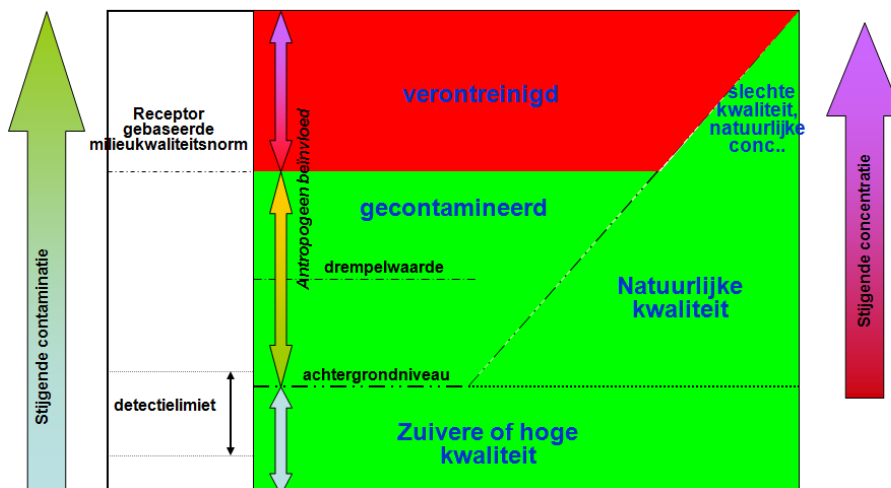 Stijgende contaminatie
Receptor
gebaseerde
milieukwaliteitsnorm
detectielimiet
Antropogeen beïnvloed
verontreinigd
slechte
kwaliteit,
natuurlijke
conc..
gecontamineerd
drempelwaarde
Natuurlijke
kwaliteit
achtergrondniveau
Zuivere of hoge
kwaliteit
Stijgende concentratie